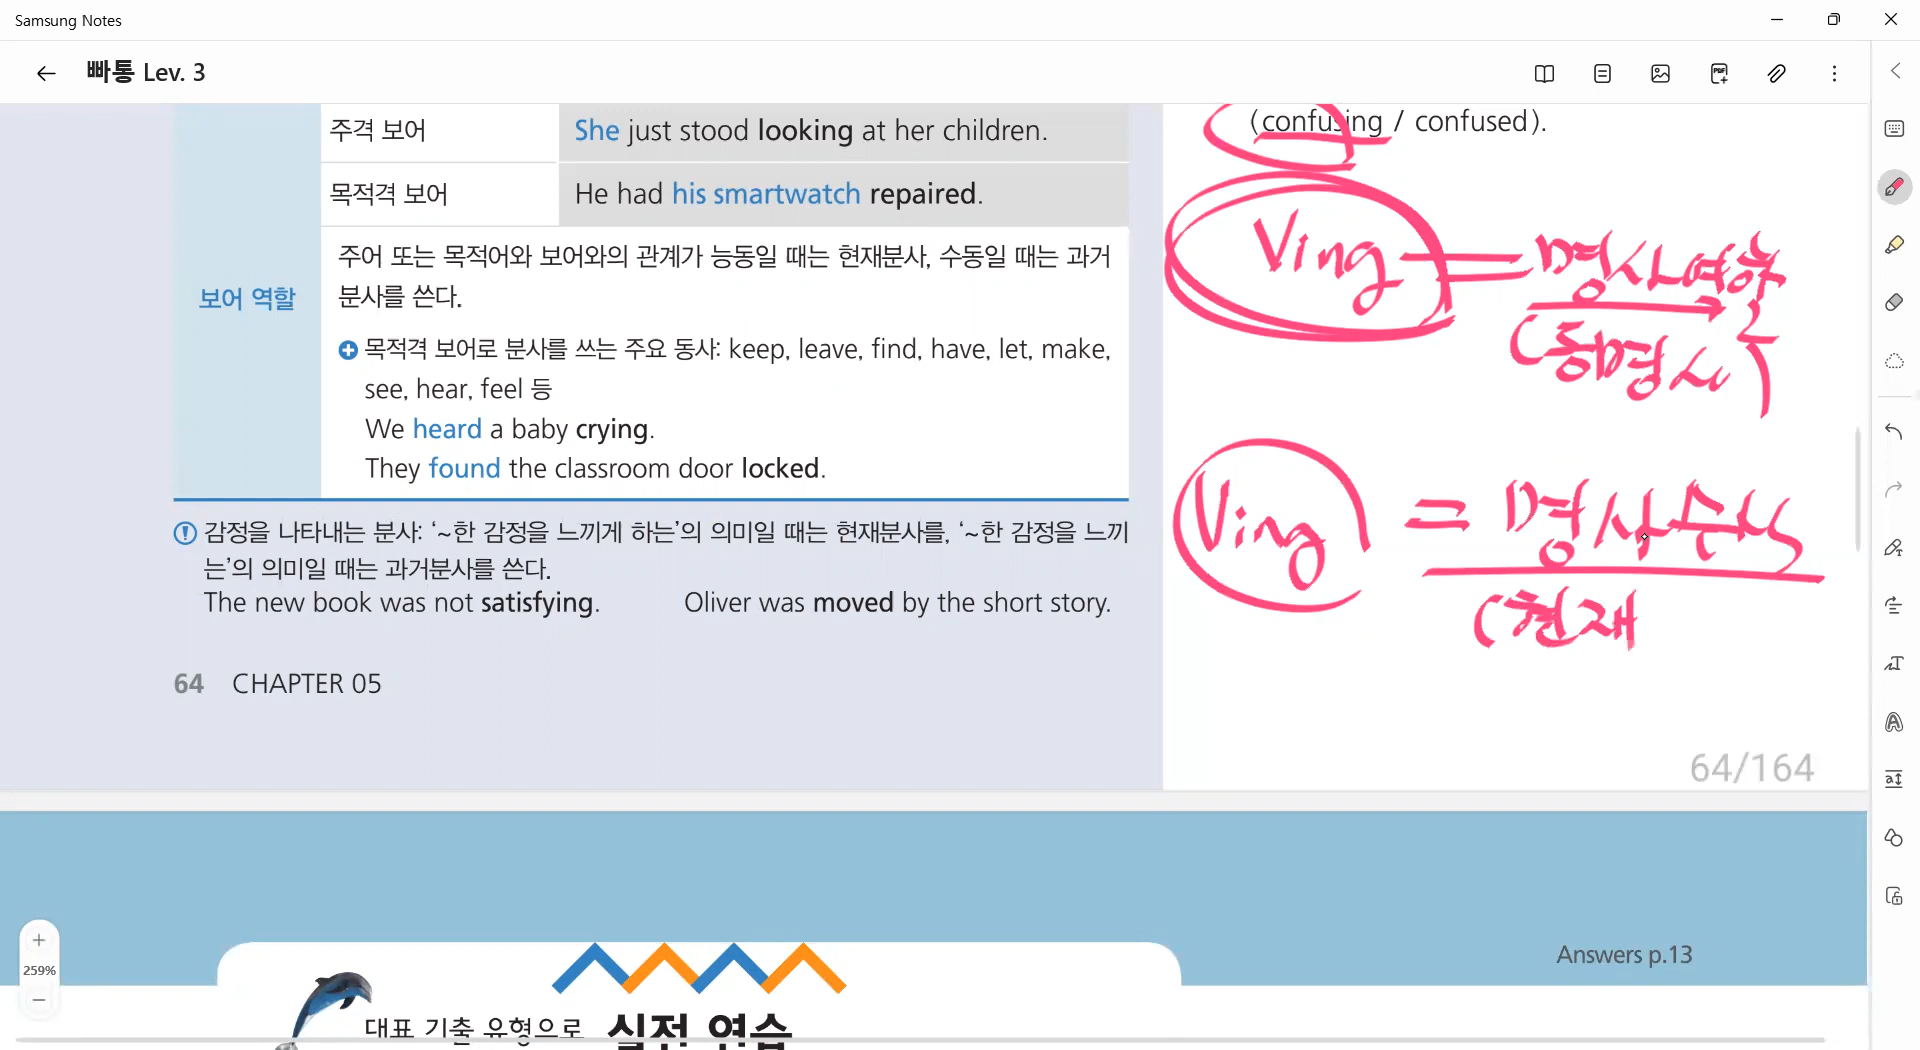 Samsung Notes
빠통 Lev. 3
주격 보어
She just stood looking at her children.
목적격 보어
He had his smartwatch repaired.
보어 역할
주어 또는 목적어와 보어와의 관계가 능동일 때는 현재분사, 수동일 때는 과거
분사를 쓴다.
목적격 보어로 분사를 쓰는 주요 동사: keep, leave, find, have, let, make,
see, hear, feel 등
We heard a baby crying.
They found the classroom door locked.
감정을 나타내는 분사: ‘~한 감정을 느끼게 하는’의 의미일 때는 현재분사를, ‘~한 감정을 느끼
는’의 의미일 때는 과거분사를 쓴다.
The new book was not satisfying.
Oliver was moved by the short story.
64 CHAPTER 05
(confusing / confused).
Ving = 명사역할
(동명사)
Ving = 명사수식
(현재
64/164
Answers p.13
대표 기출 유형으로 실전 연습
259%